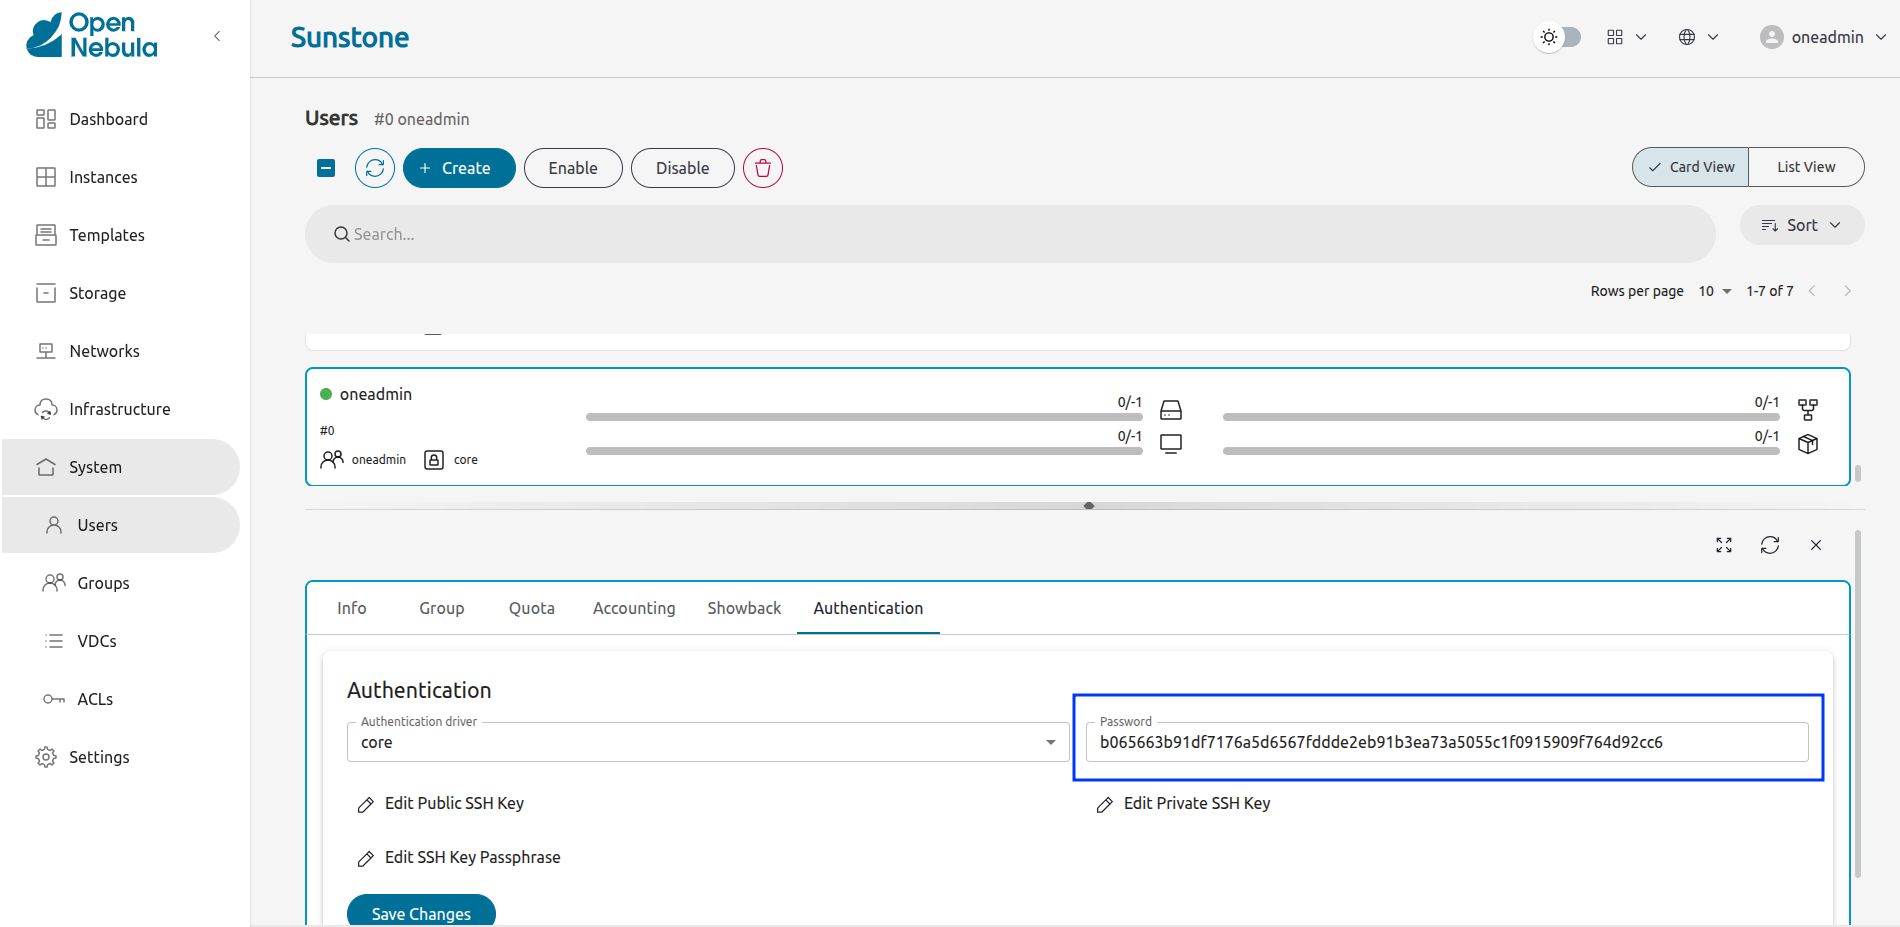 Open
Nebula
Sunstone
oneadmin
Dashboard
Instances
Templates
Storage
Networks
Infrastructure
System
Users
Groups
VDCs
ACLs
Settings
Users #0 oneadmin
+ Create Enable Disable
Card View List View
Search...
Sort
Rows per page 10 1-7 of 7
oneadmin
#0
oneadmin core
0/-1
0/-1
0/-1
0/-1
Info Group Quota Accounting Showback Authentication
Authentication
Authentication driver
core
Password
b065663b91df7176a5d6567fddde2eb91b3ea73a5055c1f0915909f764d92cc6
Edit Public SSH Key
Edit Private SSH Key
Edit SSH Key Passphrase
Save Changes